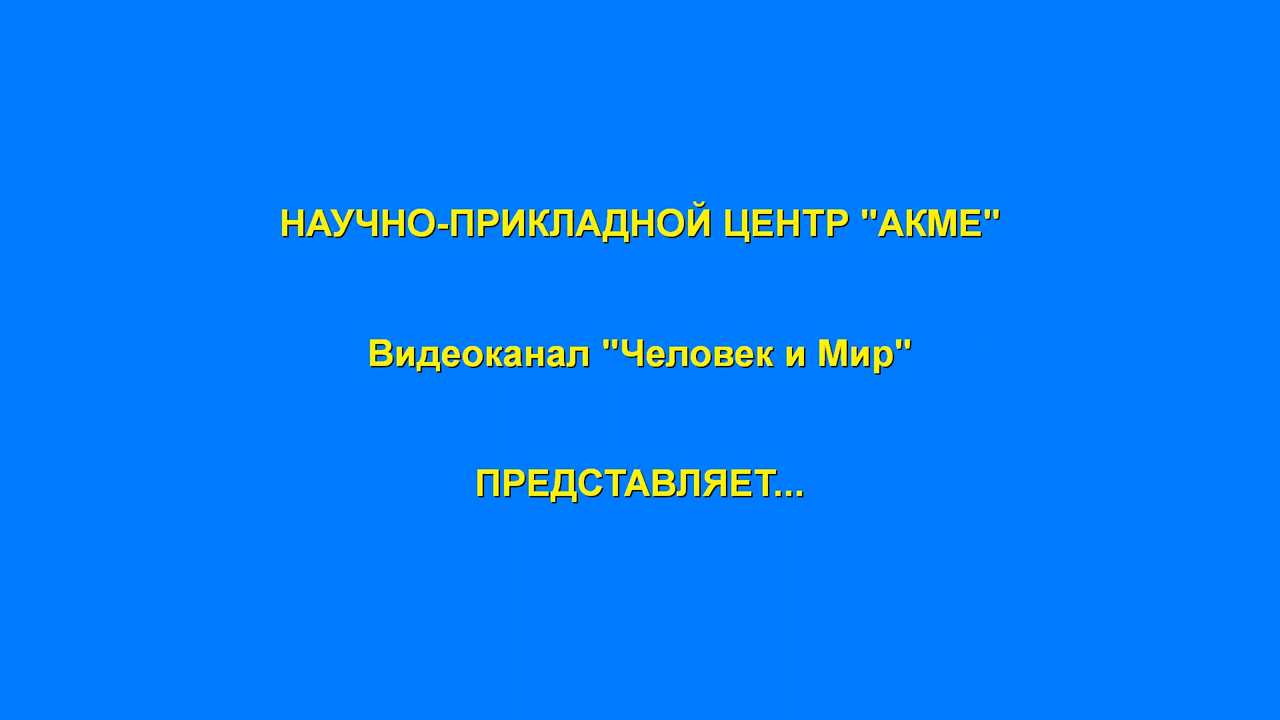 НАУЧНО-ПРИКЛАДНОЙ ЦЕНТР "АКМЕ"
Видеоканал "Человек и Мир"
ПРЕДСТАВЛЯЕТ...